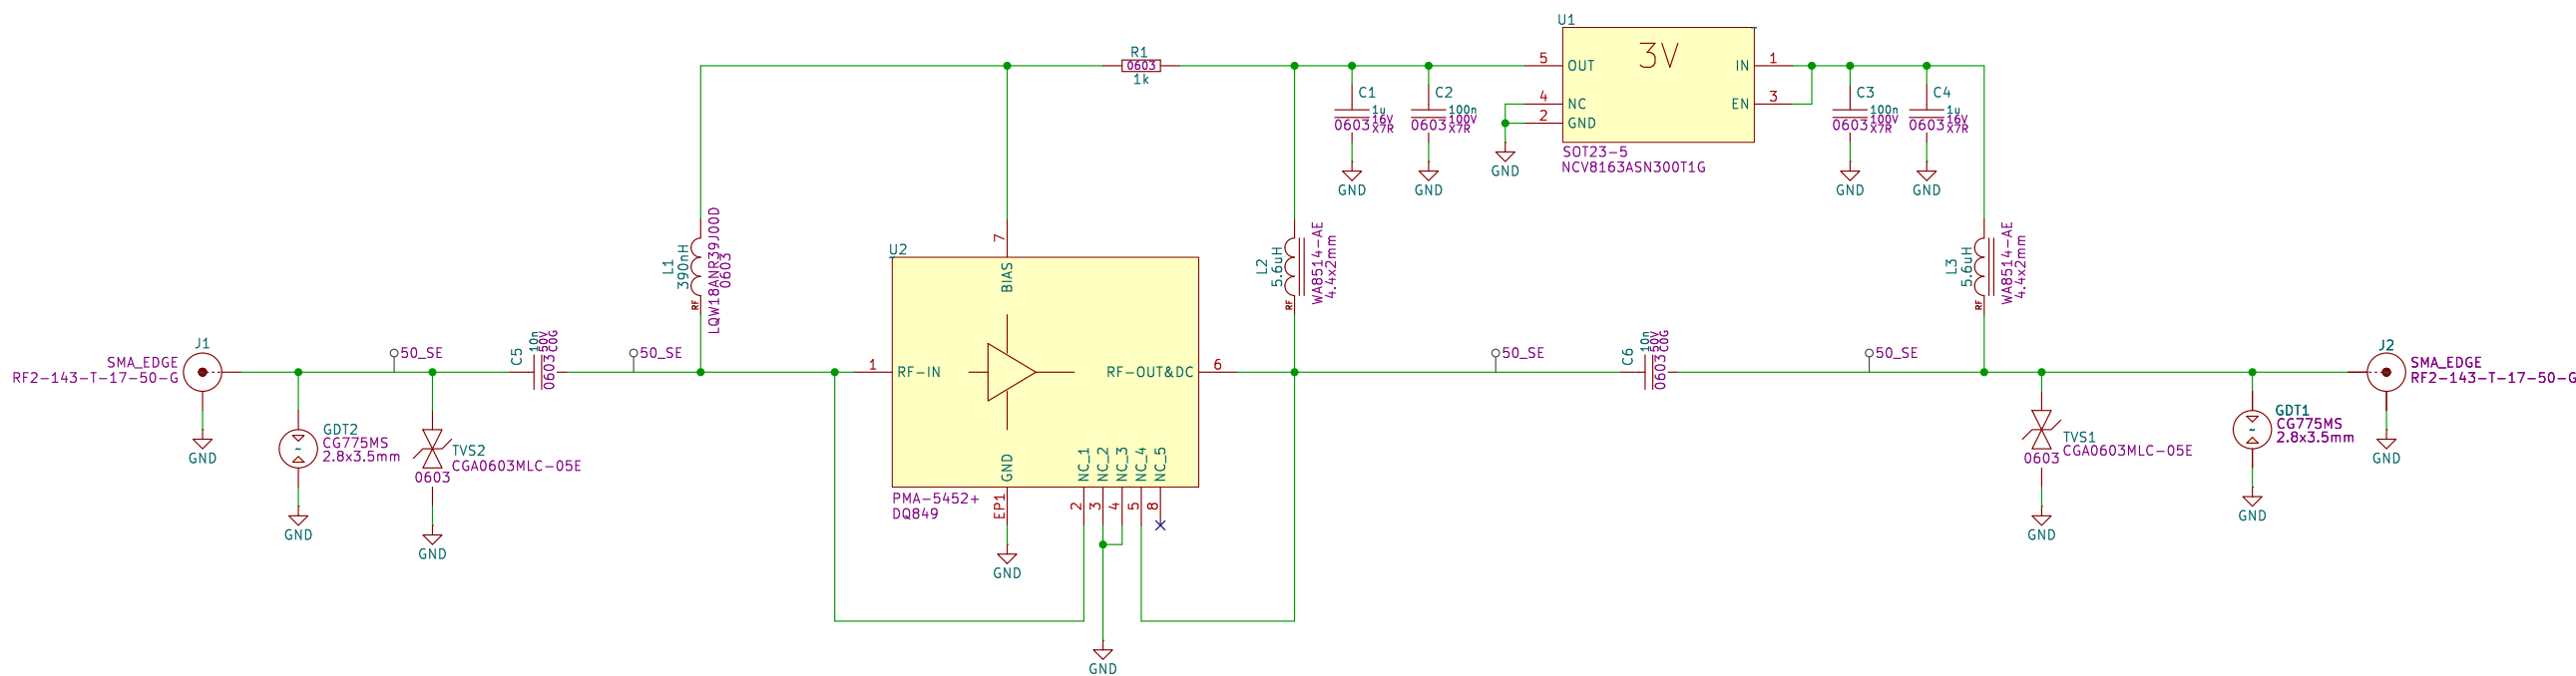 U1
3V
5
OUT
IN
1
4
NC
EN
3
2
GND
SOT23-5
NCV8163ASN300T1G
R1
0603
1k
C1
1u
16V
X7R
0603
GND
C2
100n
100V
X7R
0603
GND
GND
C3
100n
100V
X7R
0603
GND
C4
1u
16V
X7R
0603
GND
L1
390nH
LQW18ANR39J00D
0603
RF
L2
5.6uH
WA8514-AE
4.4x2mm
RF
L3
5.6uH
WA8514-AE
4.4x2mm
RF
U2
7
BIAS
1
RF-IN
RF-OUT&DC
6
GND
NC_1
NC_2
NC_3
NC_4
NC_5
EP1
2
3
4
5
8
PMA-5452+
DQ849
GND
GND
J1
SMA_EDGE
RF2-143-T-17-50-G
GND
50_SE
C5
10n
50V
C0G
0603
50_SE
50_SE
C6
10n
50V
C0G
0603
50_SE
J2
SMA_EDGE
RF2-143-T-17-50-G
GND
GDT2
CG775MS
2.8x3.5mm
~
GND
TVS2
CGA0603MLC-05E
0603
GND
TVS1
CGA0603MLC-05E
0603
GND
GDT1
CG775MS
2.8x3.5mm
~
GND